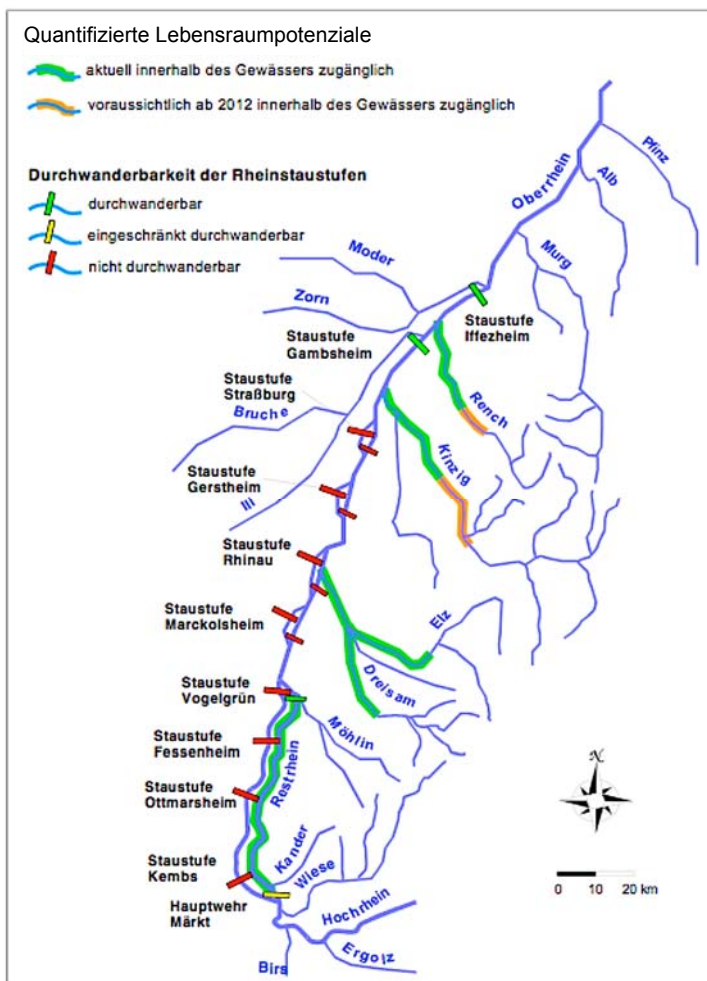 Quantifizierte Lebensraumpotenziale
aktuell innerhalb des Gewässers zugänglich
voraussichtlich ab 2012 innerhalb des Gewässers zugänglich
Durchwanderbarkeit der Rheinstaustufen
durchwanderbar
eingeschränkt durchwanderbar
nicht durchwanderbar
Pfinz
Alb
Oberrhein
Murg
Moder
Zorn
Staustufe
Iffezheim
Staustufe
Gambsheim
Staustufe
Straßburg
Bruche
Rench
Kinzig
Staustufe
Gerstheim
Ill
Staustufe
Rhinau
Staustufe
Marckolsheim
Elz
Dreisam
Staustufe
Vogelgrün
Möhlin
Staustufe
Fessenheim
Restrhein
Staustufe
Ottmarsheim
N
Kander
Wiese
Staustufe
Kembs
0 10 20 km
Hauptwehr
Märkt
Hochrhein
Ergolz
Birs